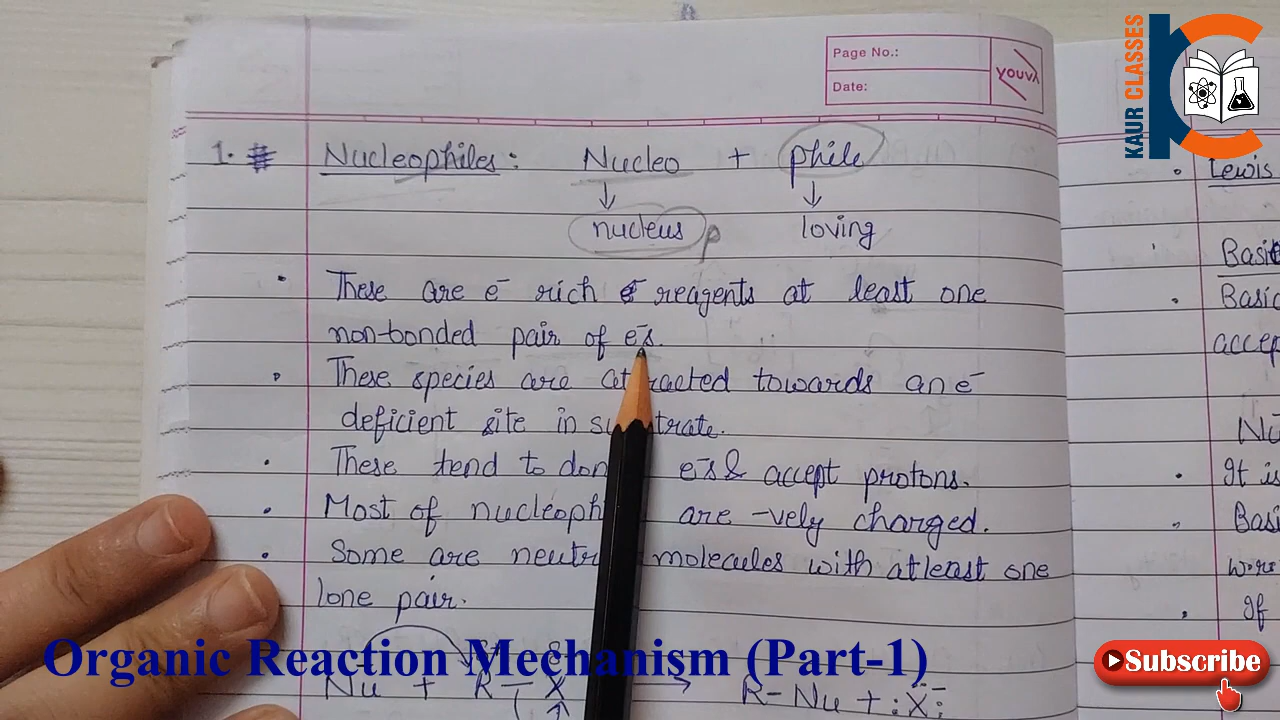 Page No.:
Date:
YOUVA
KAUR CLASSES
1. # Nucleophiles: Nucleo + phile
↓ ↓
nucleus p loving
• These are e⁻ rich reagents at least one
non-bonded pair of e⁻s.
• These species are attracted towards an e⁻
deficient site in substrate.
• These tend to don e⁻s & accept protons.
• Most of nucleoph are -vely charged.
• Some are neutr molecules with atleast one
lone pair.
Nu + R — X → R - Nu + :Ẍ:⁻
Organic Reaction Mechanism (Part-1)
Subscribe
• Lewis
Basi
• Basic
accep
Nu
• It is
Basi
wor
• If